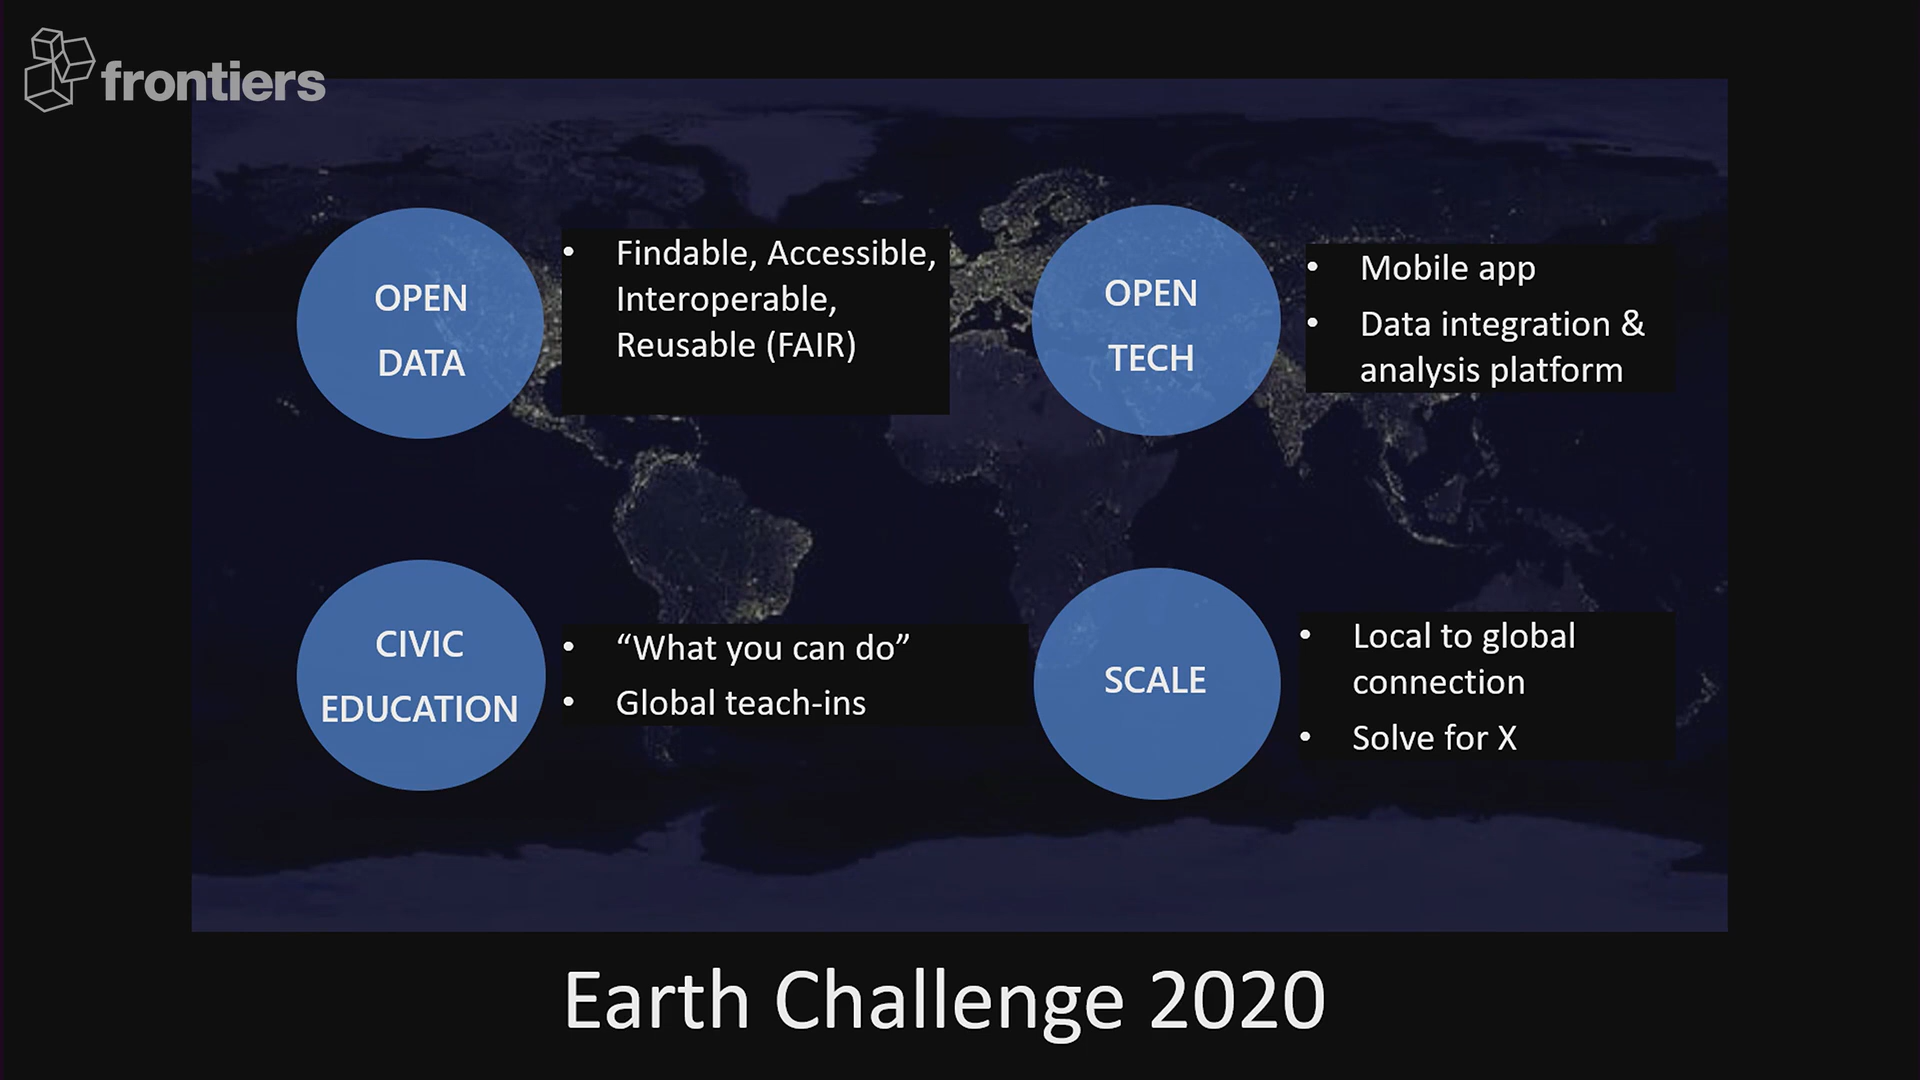 frontiers
OPEN
DATA
• Findable, Accessible,
Interoperable,
Reusable (FAIR)
OPEN
TECH
• Mobile app
• Data integration &
analysis platform
CIVIC
EDUCATION
• “What you can do”
• Global teach-ins
SCALE
• Local to global
connection
• Solve for X
Earth Challenge 2020